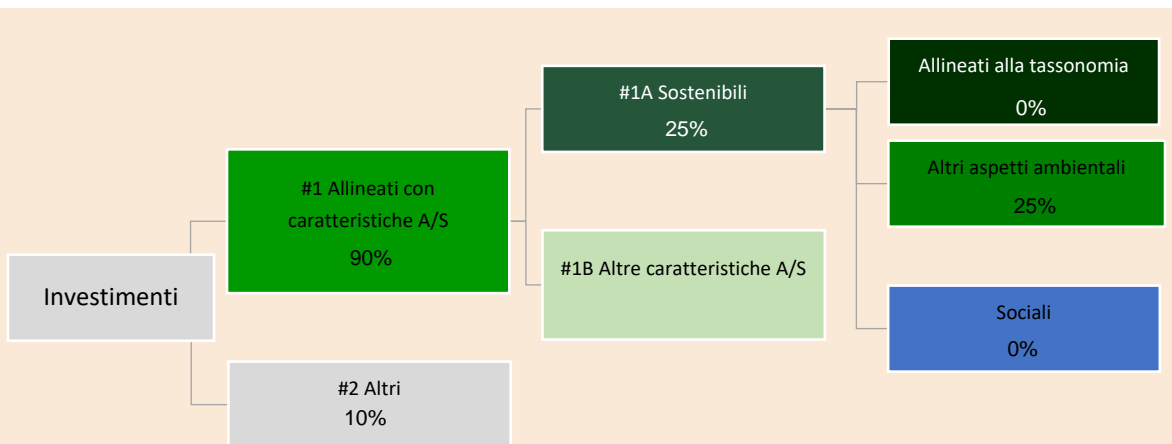 Investimenti
#1 Allineati con
caratteristiche A/S
90%
#2 Altri
10%
#1A Sostenibili
25%
#1B Altre caratteristiche A/S
Allineati alla tassonomia
0%
Altri aspetti ambientali
25%
Sociali
0%